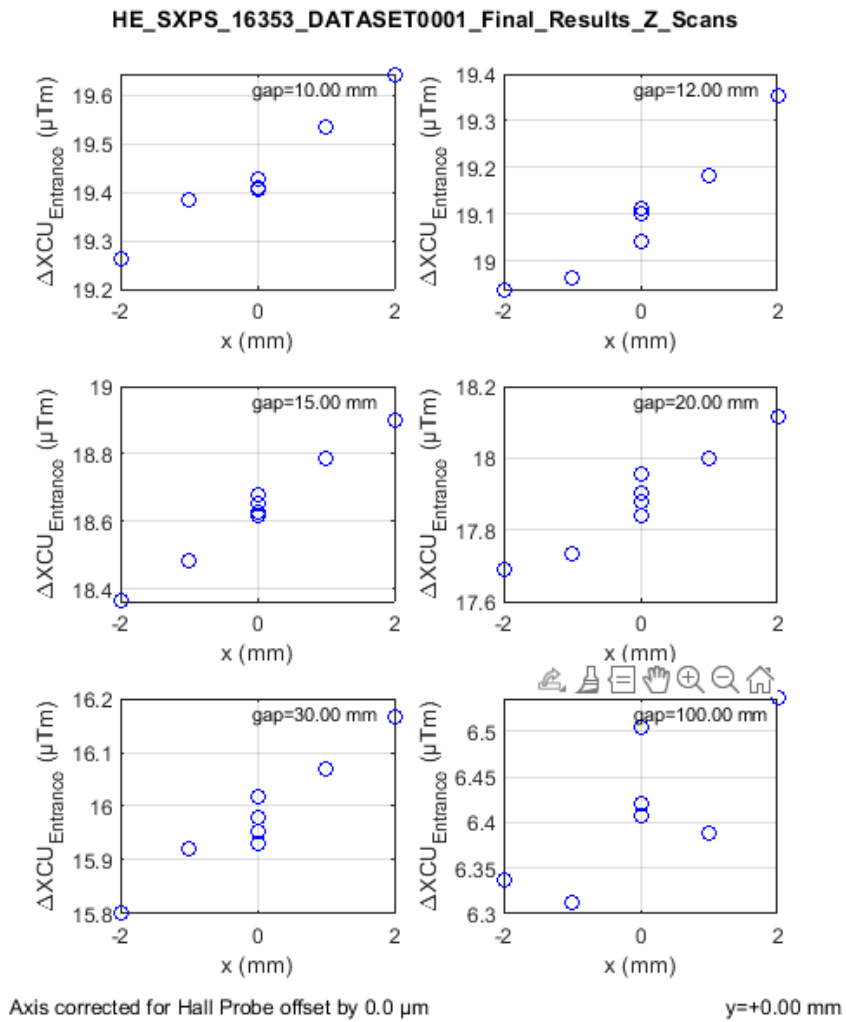 HE_SXPS_16353_DATASET0001_Final_Results_Z_Scans
gap=10.00 mm
ΔXCU_Entrance (μTm)
19.6
19.5
19.4
19.3
19.2
-2 0 2
x (mm)
gap=12.00 mm
ΔXCU_Entrance (μTm)
19.4
19.3
19.2
19.1
19
-2 0 2
x (mm)
gap=15.00 mm
ΔXCU_Entrance (μTm)
19
18.8
18.6
18.4
-2 0 2
x (mm)
gap=20.00 mm
ΔXCU_Entrance (μTm)
18.2
18
17.8
17.6
-2 0 2
x (mm)
gap=30.00 mm
ΔXCU_Entrance (μTm)
16.2
16.1
16
15.9
15.8
-2 0 2
x (mm)
gap=100.00 mm
ΔXCU_Entrance (μTm)
6.5
6.45
6.4
6.35
6.3
-2 0 2
x (mm)
Axis corrected for Hall Probe offset by 0.0 μm
y=+0.00 mm